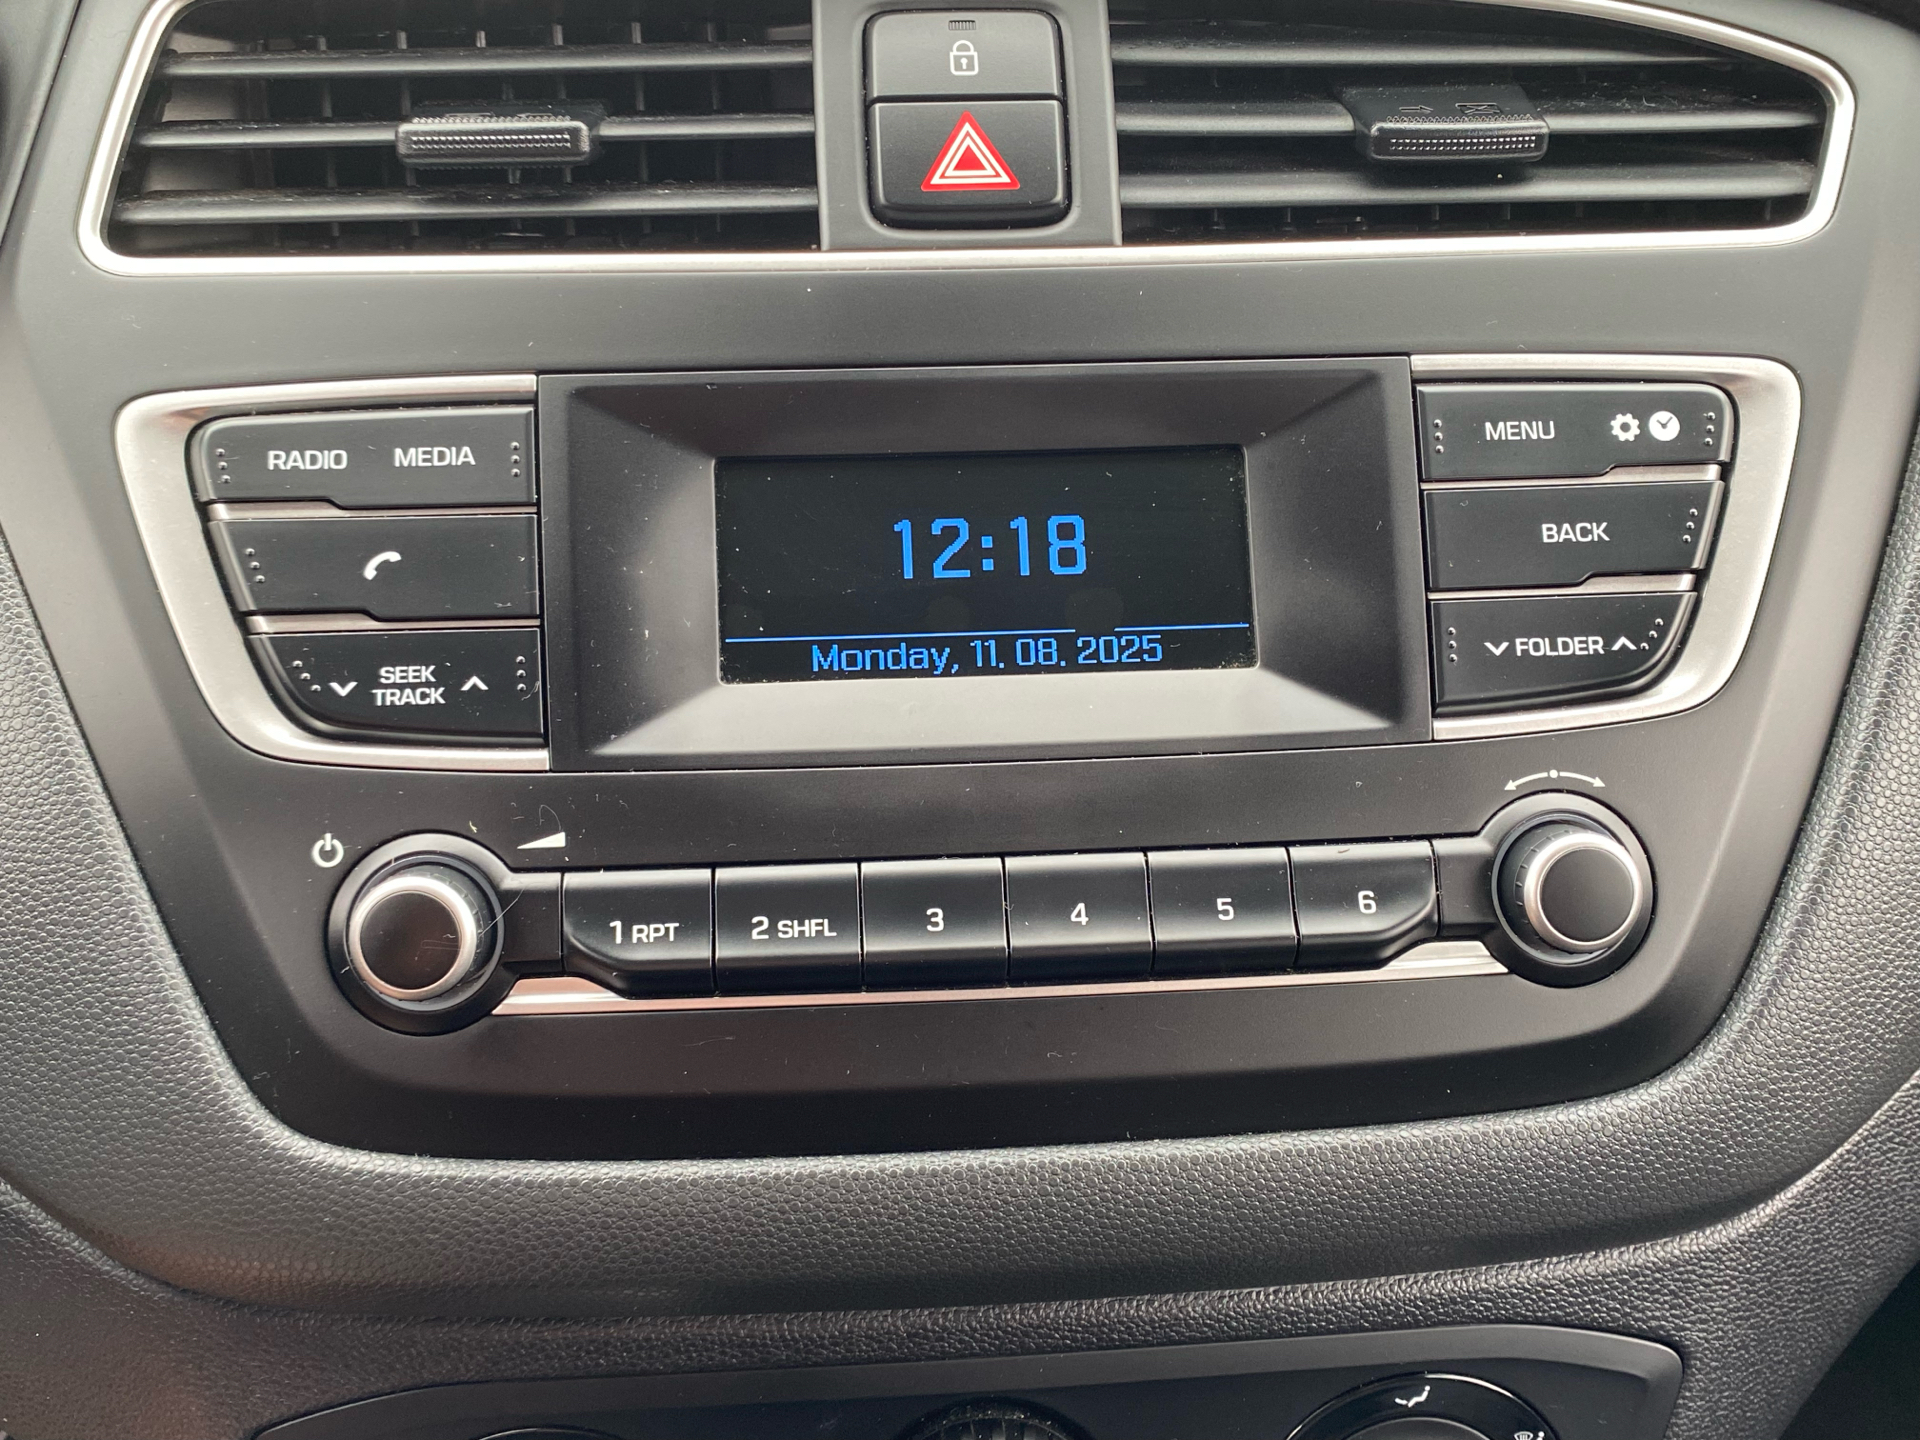 RADIO MEDIA
MENU
12:18
BACK
Monday, 11. 08. 2025
SEEK
TRACK
FOLDER
1 RPT
2 SHFL
3
4
5
6